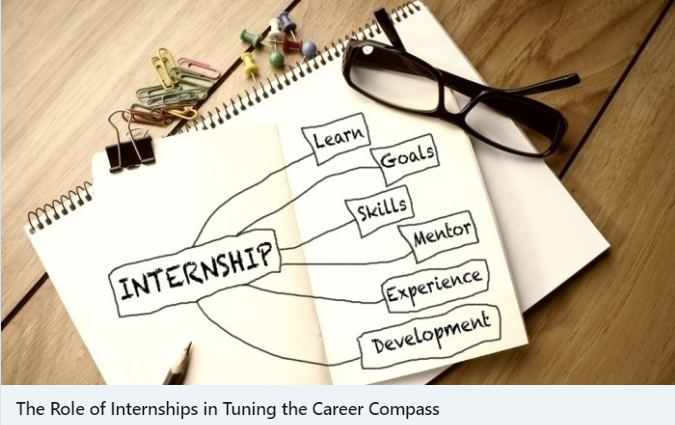 Learn
Goals
Skills
INTERNSHIP
Mentor
Experience
Development
The Role of Internships in Tuning the Career Compass